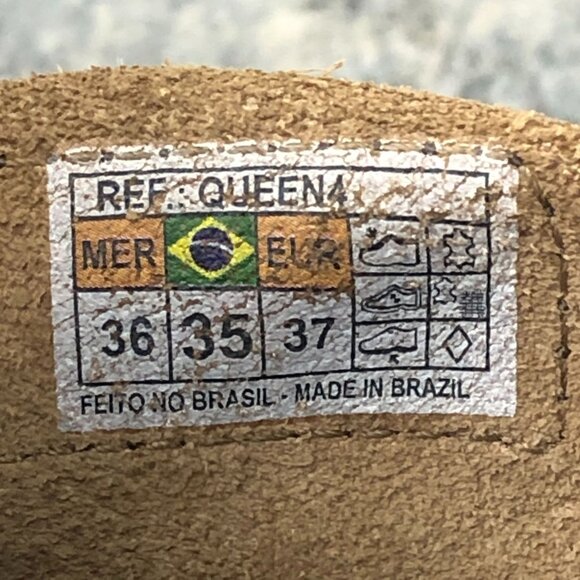 REF.: QUEEN4
MER EUR
36 35 37
FEITO NO BRASIL - MADE IN BRAZIL